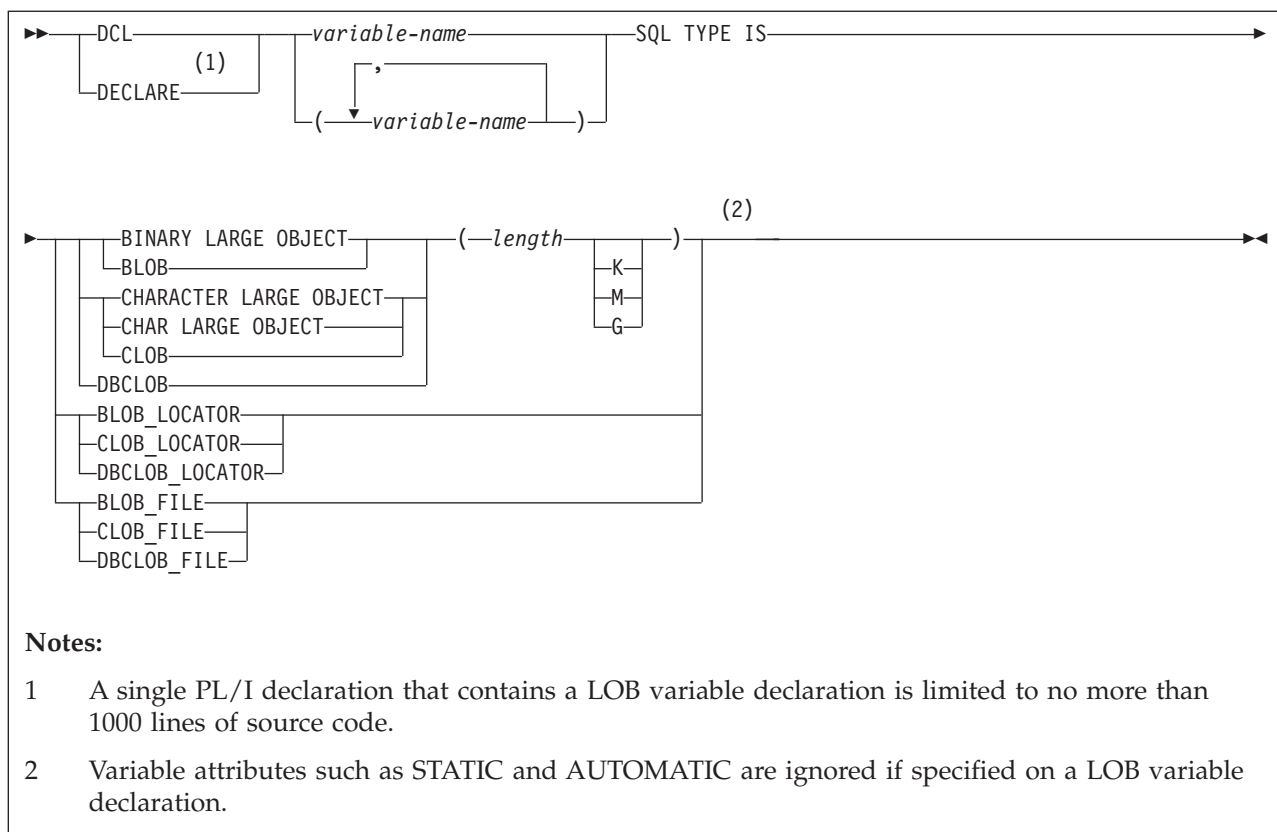 DCL variable-name SQL TYPE IS
(1) ,
DECLARE
( variable-name )
(2)
BINARY LARGE OBJECT ( length )
BLOB K
CHARACTER LARGE OBJECT M
CHAR LARGE OBJECT G
CLOB
DBCLOB
BLOB_LOCATOR
CLOB_LOCATOR
DBCLOB_LOCATOR
BLOB_FILE
CLOB_FILE
DBCLOB_FILE
Notes:
1 A single PL/I declaration that contains a LOB variable declaration is limited to no more than
1000 lines of source code.
2 Variable attributes such as STATIC and AUTOMATIC are ignored if specified on a LOB variable
declaration.